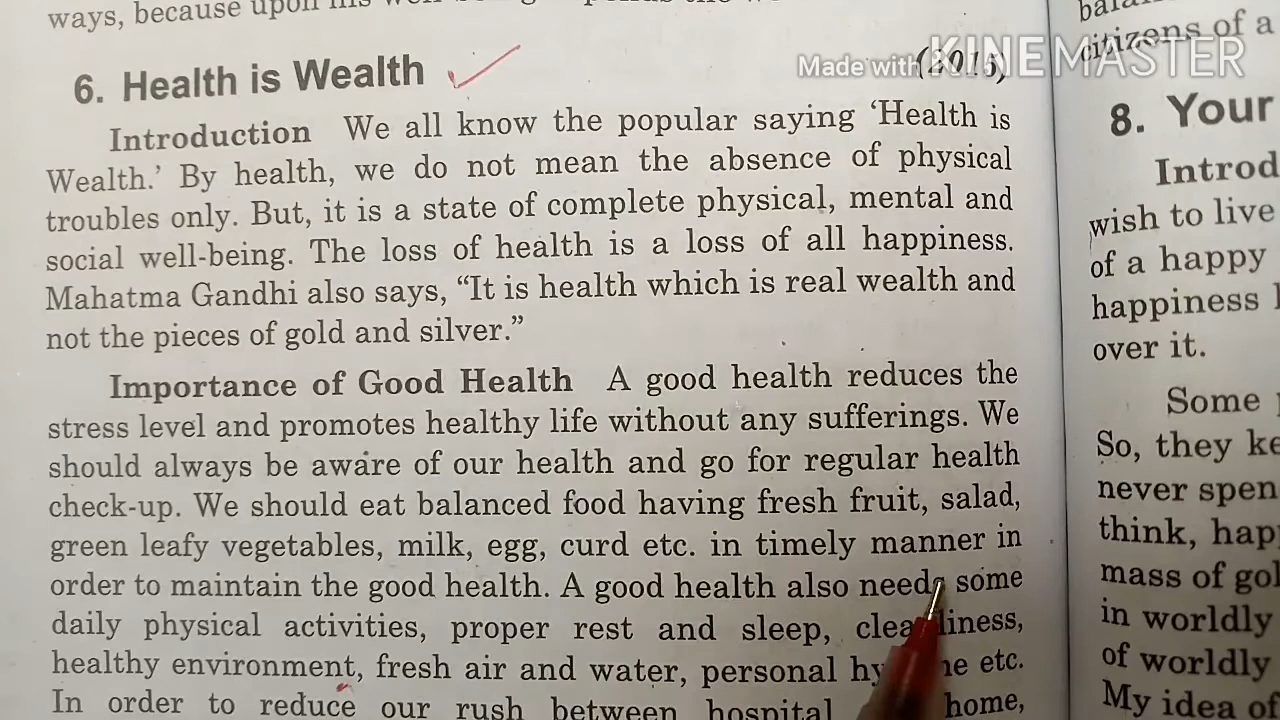 ways, because upon his well
citizens of a
6. Health is Wealth
(2015)
Made with KINEMASTER
Introduction We all know the popular saying ‘Health is
Wealth.’ By health, we do not mean the absence of physical
troubles only. But, it is a state of complete physical, mental and
social well-being. The loss of health is a loss of all happiness.
Mahatma Gandhi also says, “It is health which is real wealth and
not the pieces of gold and silver.”
Importance of Good Health A good health reduces the
stress level and promotes healthy life without any sufferings. We
should always be aware of our health and go for regular health
check-up. We should eat balanced food having fresh fruit, salad,
green leafy vegetables, milk, egg, curd etc. in timely manner in
order to maintain the good health. A good health also needs some
daily physical activities, proper rest and sleep, cleanliness,
healthy environment, fresh air and water, personal hygiene etc.
In order to reduce our rush between hospital home,
8. Your
Introd
wish to live
of a happy
happiness
over it.
Some
So, they ke
never spen
think, hap
mass of gol
in worldly
of worldly
My idea of